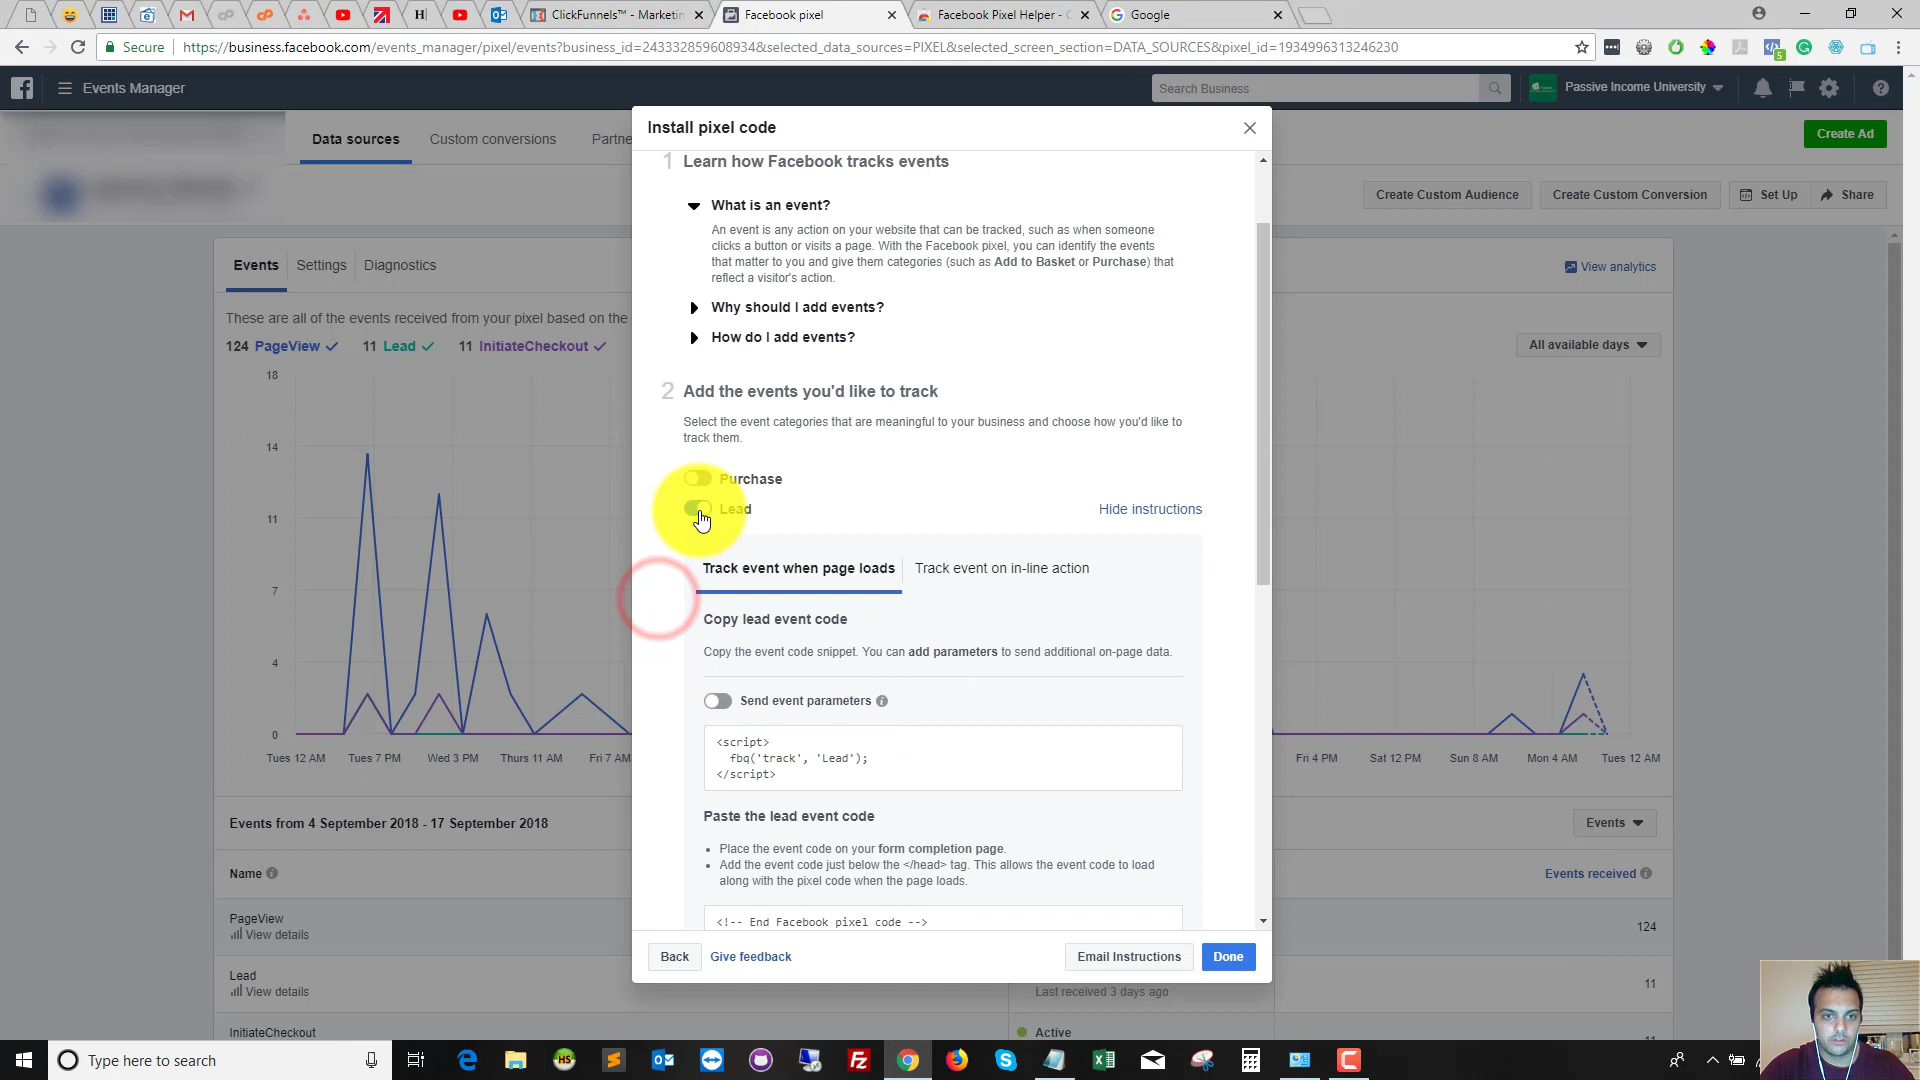 ClickFunnels™ - Marketin
Facebook pixel
Facebook Pixel Helper - C
Google
Secure
https://business.facebook.com/events_manager/pixel/events?business_id=243332859608934&selected_data_sources=PIXEL&selected_screen_section=DATA_SOURCES&pixel_id=1934996313246230
Events Manager
Search Business
Passive Income University
Data sources
Custom conversions
Partne
Create Ad
Create Custom Audience
Create Custom Conversion
Set Up
Share
Events
Settings
Diagnostics
View analytics
These are all of the events received from your pixel based on the
124 PageView
11 Lead
11 InitiateCheckout
All available days
18
14
11
7
4
0
Tues 12 AM
Tues 7 PM
Wed 3 PM
Thurs 11 AM
Fri 7 AM
Fri 4 PM
Sat 12 PM
Sun 8 AM
Mon 4 AM
Tues 12 AM
Events from 4 September 2018 - 17 September 2018
Events
Name
Events received
PageView
View details
124
Lead
View details
Last received 3 days ago
11
InitiateCheckout
Active
Install pixel code
1 Learn how Facebook tracks events
What is an event?
An event is any action on your website that can be tracked, such as when someone
clicks a button or visits a page. With the Facebook pixel, you can identify the events
that matter to you and give them categories (such as Add to Basket or Purchase) that
reflect a visitor's action.
Why should I add events?
How do I add events?
2 Add the events you'd like to track
Select the event categories that are meaningful to your business and choose how you'd like to
track them.
Purchase
Lead
Hide instructions
Track event when page loads
Track event on in-line action
Copy lead event code
Copy the event code snippet. You can add parameters to send additional on-page data.
Send event parameters
<script>
fbq('track', 'Lead');
</script>
Paste the lead event code
• Place the event code on your form completion page.
• Add the event code just below the </head> tag. This allows the event code to load
along with the pixel code when the page loads.
<!-- End Facebook pixel code -->
Back
Give feedback
Email Instructions
Done
Type here to search